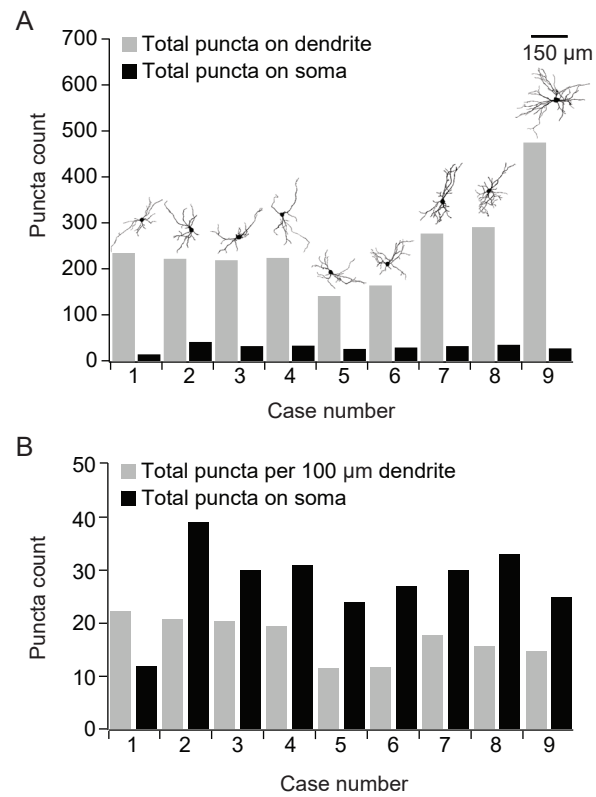 A
700
600
500
400
300
200
100
0
Puncta count
Total puncta on dendrite
Total puncta on soma
150 µm
1 2 3 4 5 6 7 8 9
Case number
B
50
40
30
20
10
0
Puncta count
Total puncta per 100 µm dendrite
Total puncta on soma
1 2 3 4 5 6 7 8 9
Case number